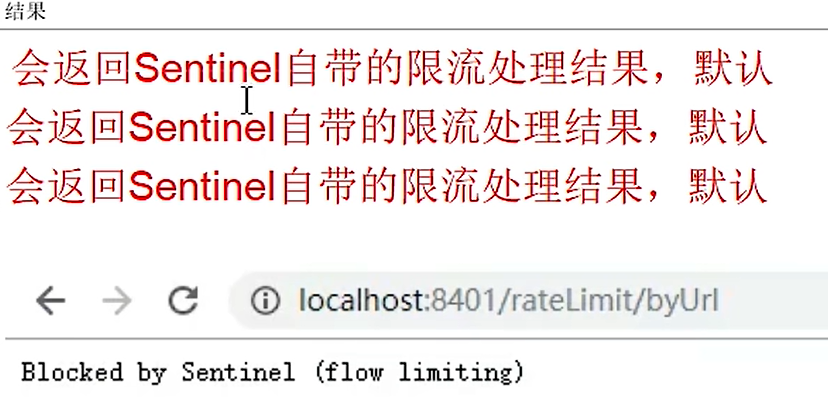 结果
会返回Sentinel自带的限流处理结果，默认
会返回Sentinel自带的限流处理结果，默认
会返回Sentinel自带的限流处理结果，默认
localhost:8401/rateLimit/byUrl
Blocked by Sentinel (flow limiting)